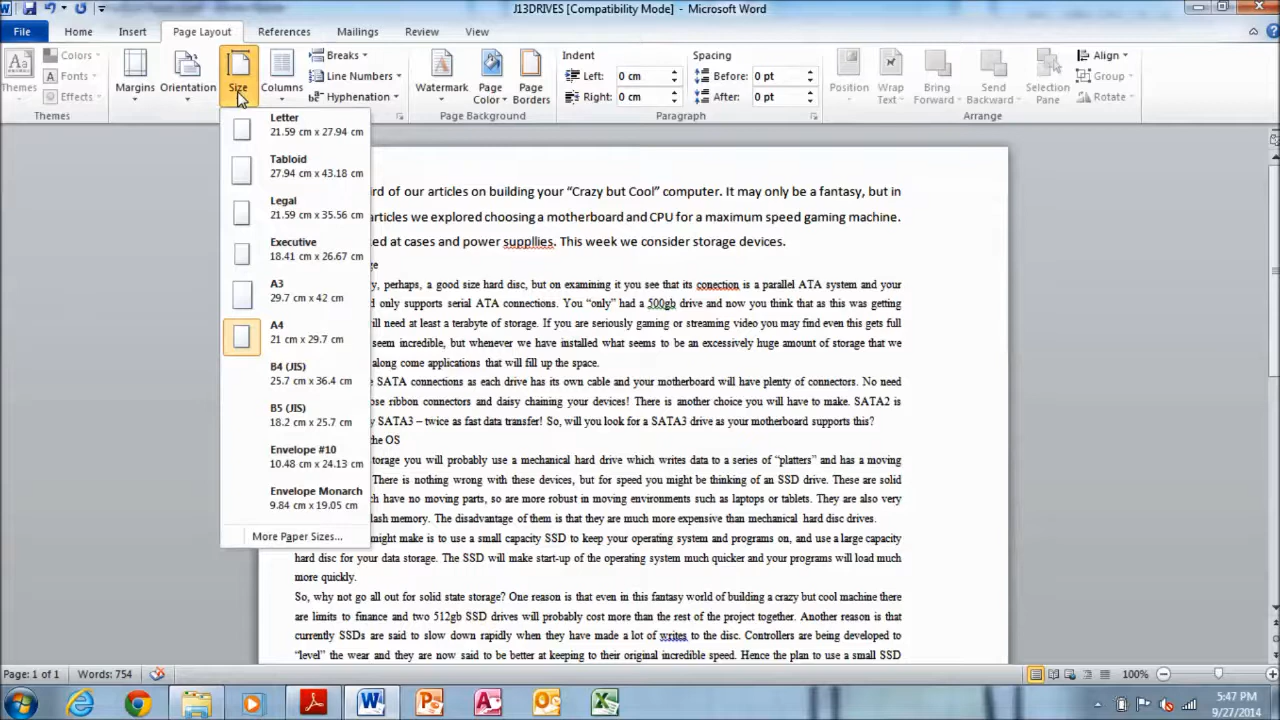 J13DRIVES [Compatibility Mode] - Microsoft Word
File Home Insert Page Layout References Mailings Review View
Themes
Colors
Fonts
Effects
Themes
Margins
Orientation
Size
Columns
Breaks
Line Numbers
Hyphenation
Watermark
Page Color
Page Borders
Page Background
Indent
Left: 0 cm
Right: 0 cm
Spacing
Before: 0 pt
After: 0 pt
Paragraph
Position
Wrap Text
Bring Forward
Send Backward
Selection Pane
Align
Group
Rotate
Arrange
Letter
21.59 cm x 27.94 cm
Tabloid
27.94 cm x 43.18 cm
Legal
21.59 cm x 35.56 cm
Executive
18.41 cm x 26.67 cm
A3
29.7 cm x 42 cm
A4
21 cm x 29.7 cm
B4 (JIS)
25.7 cm x 36.4 cm
B5 (JIS)
18.2 cm x 25.7 cm
Envelope #10
10.48 cm x 24.13 cm
Envelope Monarch
9.84 cm x 19.05 cm
More Paper Sizes...
of our articles on building your “Crazy but Cool” computer. It may only be a fantasy, but in
articles we explored choosing a motherboard and CPU for a maximum speed gaming machine.
at cases and power suppllies. This week we consider storage devices.
perhaps, a good size hard disc, but on examining it you see that its conection is a parallel ATA system and your
only supports serial ATA connections. You “only” had a 500gb drive and now you think that as this was getting
will need at least a terabyte of storage. If you are seriously gaming or streaming video you may find even this gets full
seem incredible, but whenever we have installed what seems to be an excessively huge amount of storage that we
along come applications that will fill up the space.
SATA connections as each drive has its own cable and your motherboard will have plenty of connectors. No need
ribbon connectors and daisy chaining your devices! There is another choice you will have to make. SATA2 is
SATA3 – twice as fast data transfer! So, will you look for a SATA3 drive as your motherboard supports this?
the OS
you will probably use a mechanical hard drive which writes data to a series of “platters” and has a moving
There is nothing wrong with these devices, but for speed you might be thinking of an SSD drive. These are solid
have no moving parts, so are more robust in moving environments such as laptops or tablets. They are also very
memory. The disadvantage of them is that they are much more expensive than mechanical hard disc drives.
might make is to use a small capacity SSD to keep your operating system and programs on, and use a large capacity
hard disc for your data storage. The SSD will make start-up of the operating system much quicker and your programs will load much
more quickly.
So, why not go all out for solid state storage? One reason is that even in this fantasy world of building a crazy but cool machine there
are limits to finance and two 512gb SSD drives will probably cost more than the rest of the project together. Another reason is that
currently SSDs are said to slow down rapidly when they have made a lot of writes to the disc. Controllers are being developed to
“level” the wear and they are now said to be better at keeping to their original incredible speed. Hence the plan to use a small SSD
Page: 1 of 1 Words: 754 100%
5:47 PM
9/27/2014